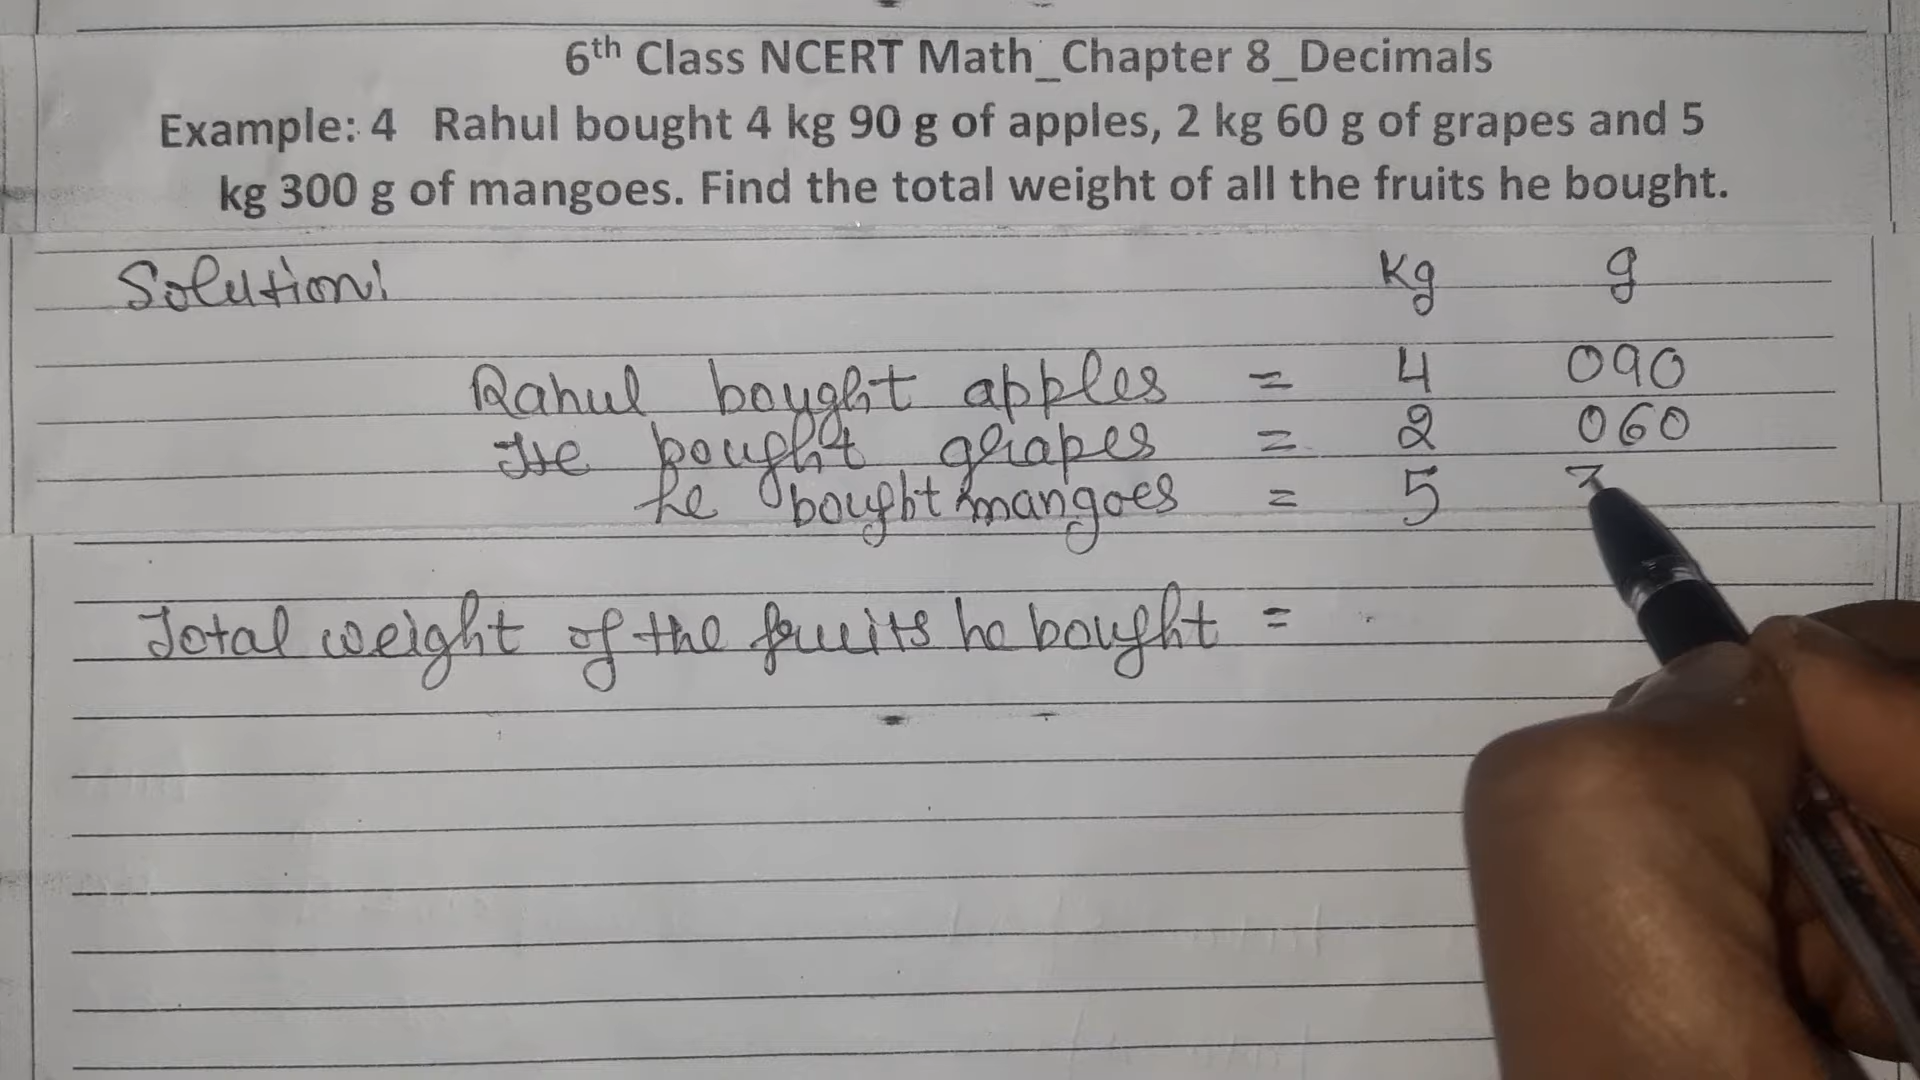 6th Class NCERT Math_Chapter 8_Decimals
Example: 4 Rahul bought 4 kg 90 g of apples, 2 kg 60 g of grapes and 5
kg 300 g of mangoes. Find the total weight of all the fruits he bought.
Solution: Kg g
Rahul bought apples = 4 090
He bought grapes = 2 060
he bought mangoes = 5 3
Total weight of the fruits he bought =